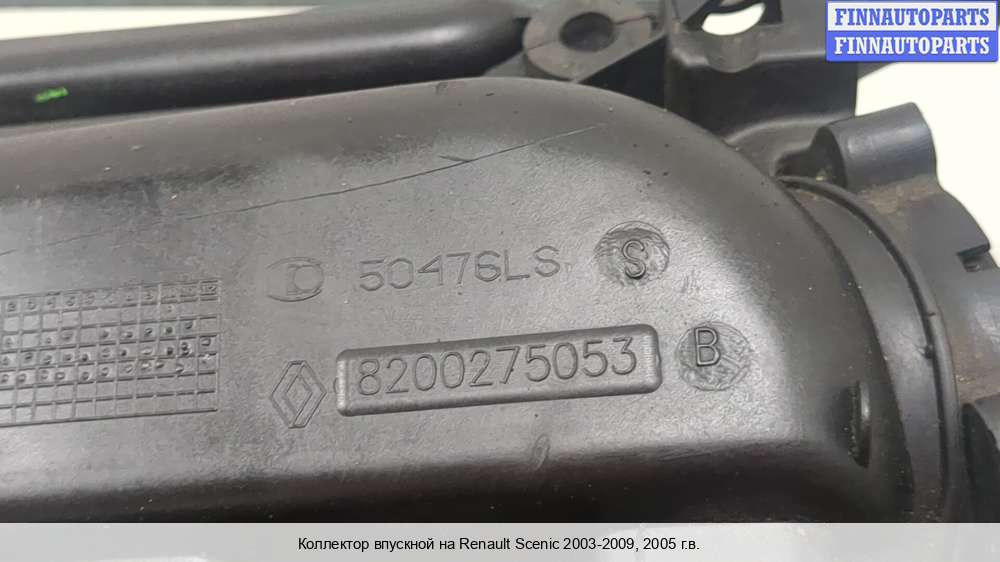 FINNAUTOPARTS
FINNAUTOPARTS
50476LS S
8200275053 B
Коллектор впускной на Renault Scenic 2003-2009, 2005 г.в.